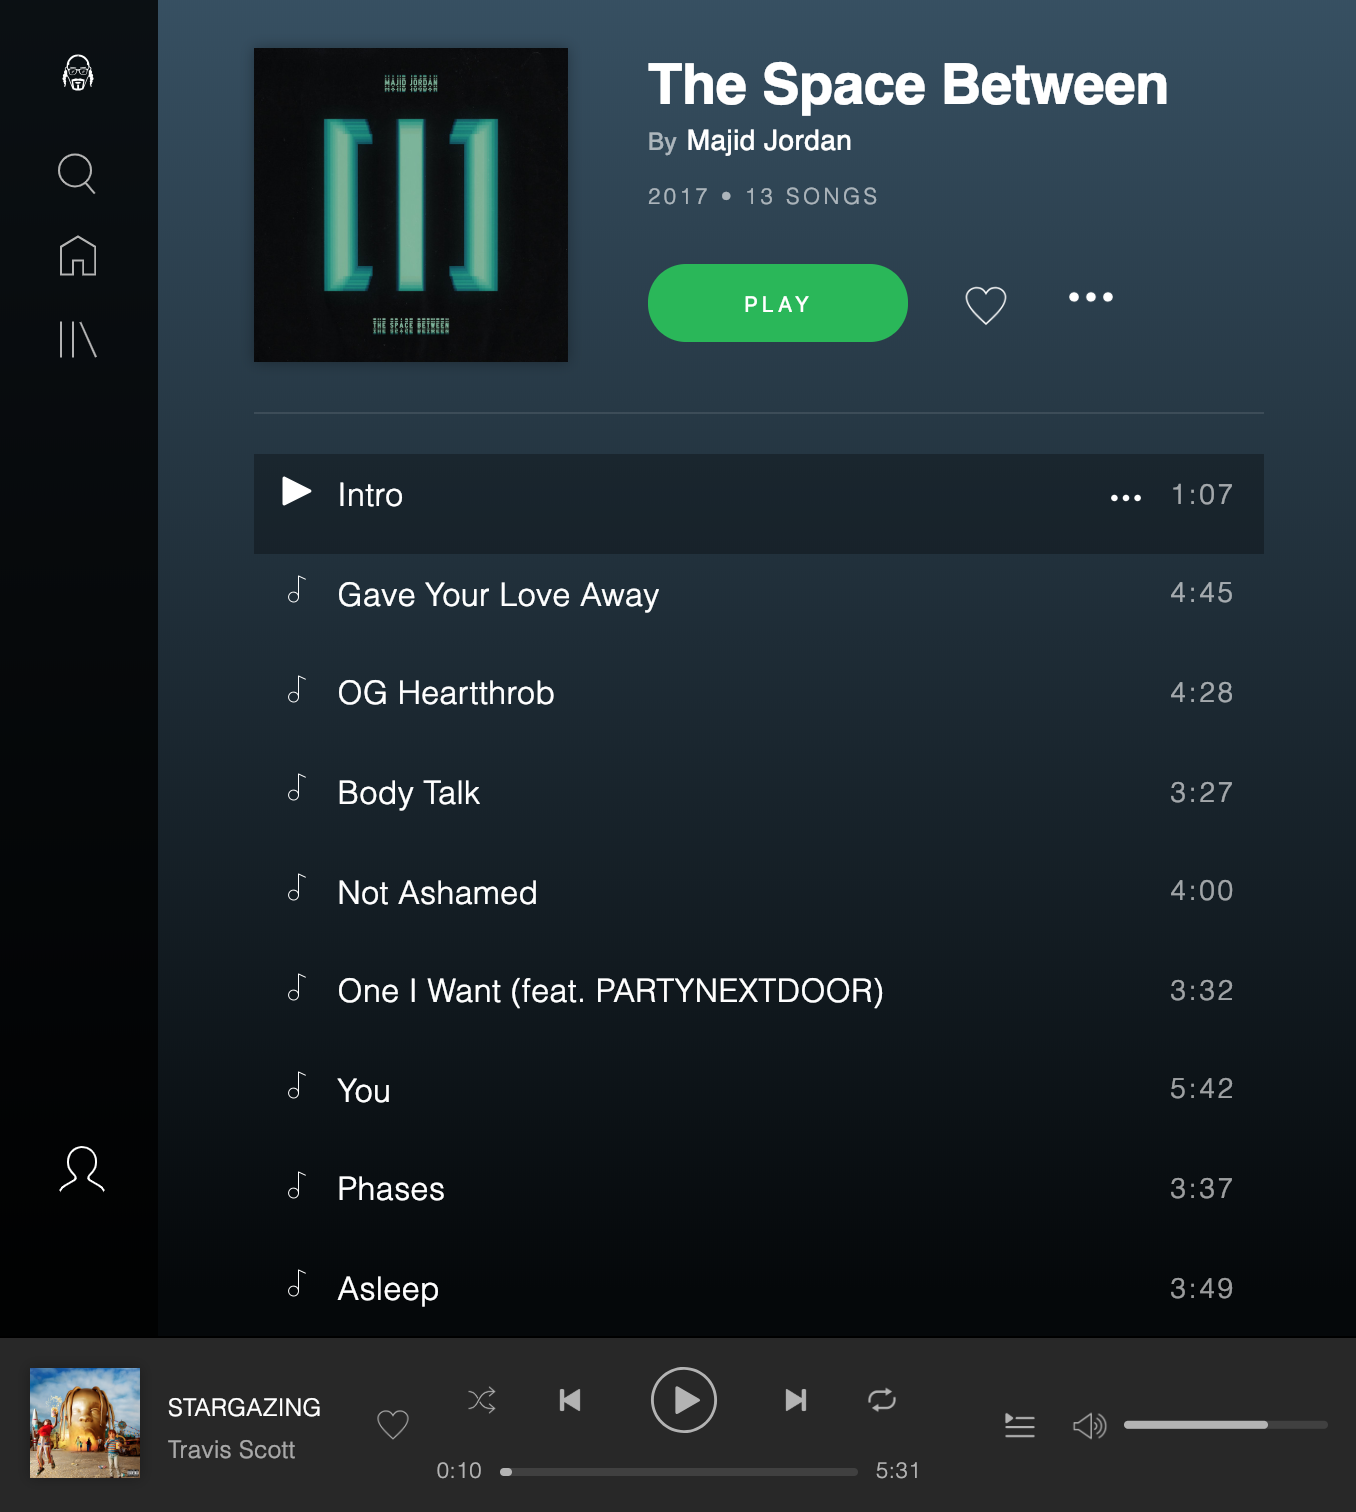 MAJID JORDAN
THE SPACE BETWEEN
The Space Between
By Majid Jordan
2017 • 13 SONGS
PLAY
Intro 1:07
Gave Your Love Away 4:45
OG Heartthrob 4:28
Body Talk 3:27
Not Ashamed 4:00
One I Want (feat. PARTYNEXTDOOR) 3:32
You 5:42
Phases 3:37
Asleep 3:49
STARGAZING
Travis Scott
0:10 5:31